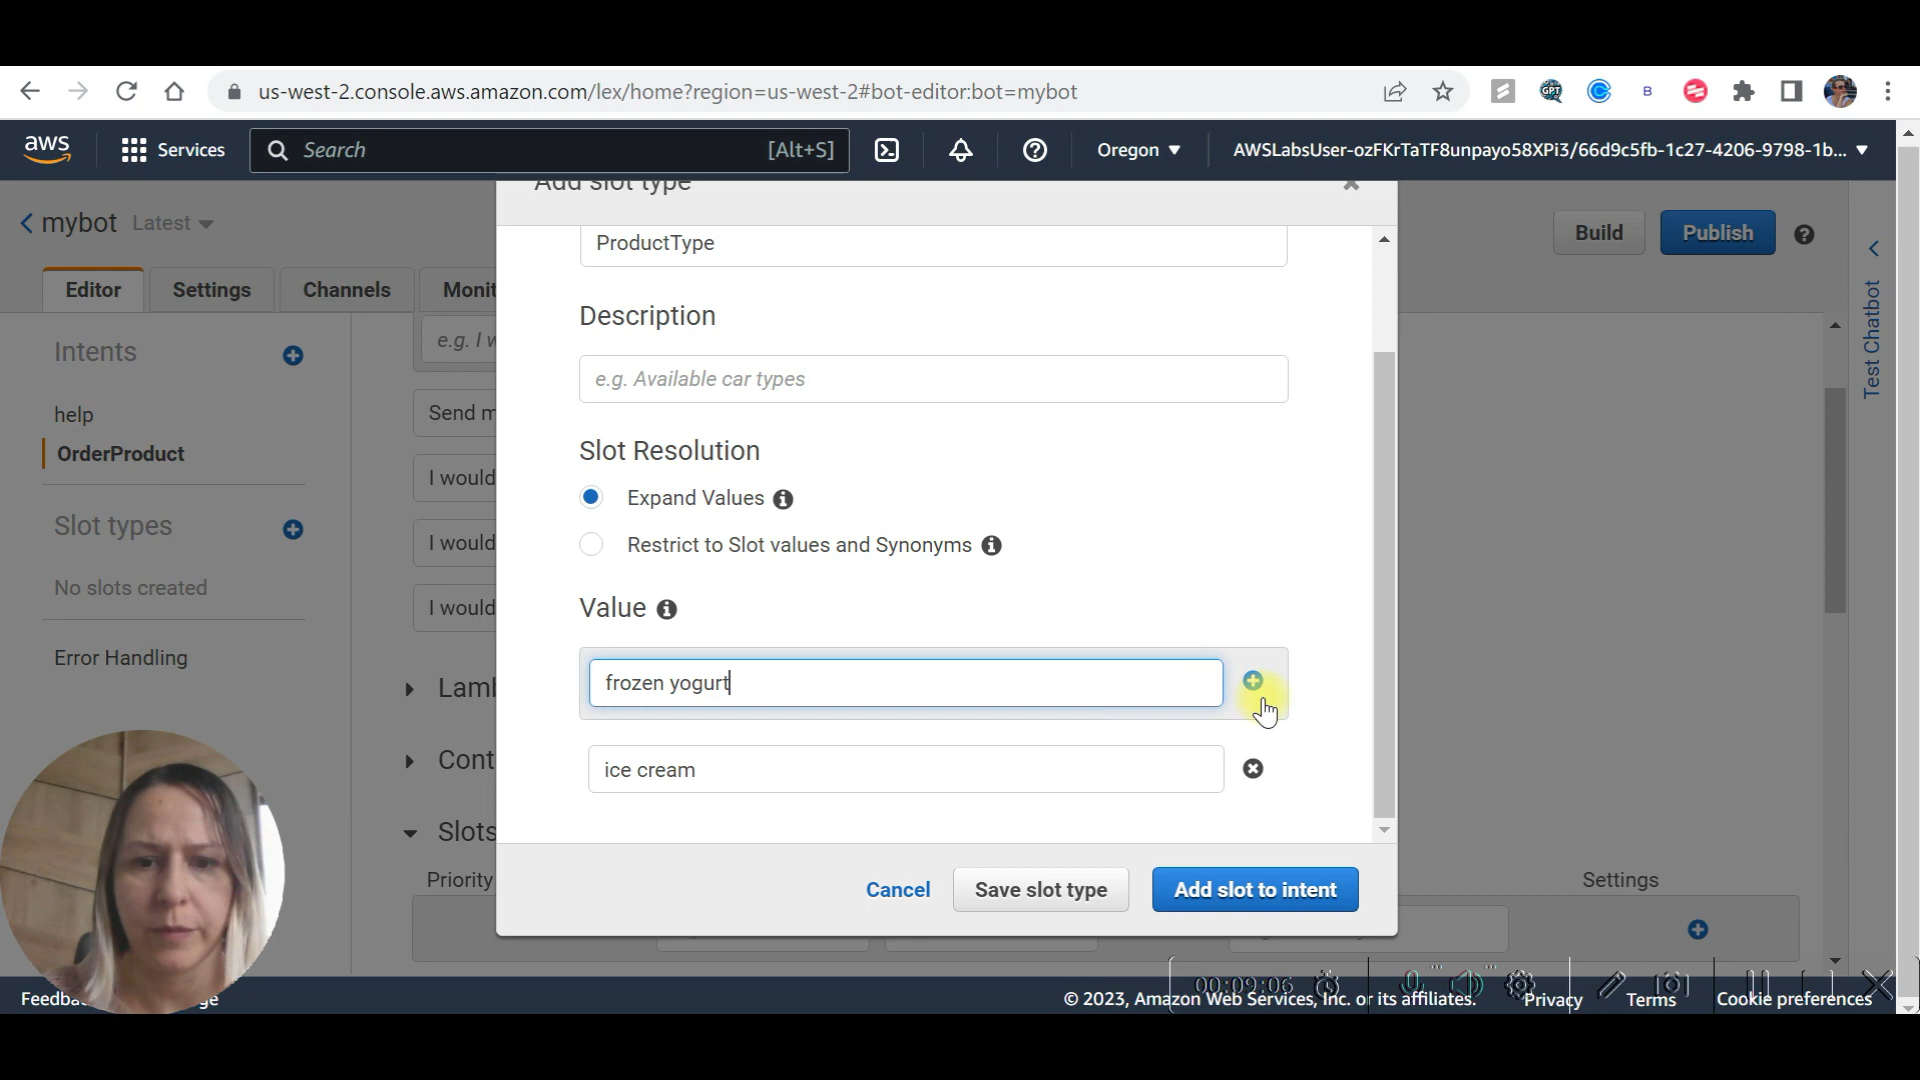 us-west-2.console.aws.amazon.com/lex/home?region=us-west-2#bot-editor:bot=mybot
GPT
B
aws
Services
Search
[Alt+S]
Oregon
AWSLabsUser-ozFKrTaTF8unpayo58XPi3/66d9c5fb-1c27-4206-9798-1b...
Add slot type
mybot
Latest
Build
Publish
Editor
Settings
Channels
Monit
ProductType
Test Chatbot
Intents
help
OrderProduct
Slot types
No slots created
Error Handling
e.g. I w
Send m
I would
I would
I would
Description
e.g. Available car types
Slot Resolution
Expand Values
Restrict to Slot values and Synonyms
Value
frozen yogurt
ice cream
Lamb
Cont
Slots
Priority
Settings
Cancel
Save slot type
Add slot to intent
00:09:06
© 2023, Amazon Web Services, Inc. or its affiliates.
Privacy
Terms
Cookie preferences